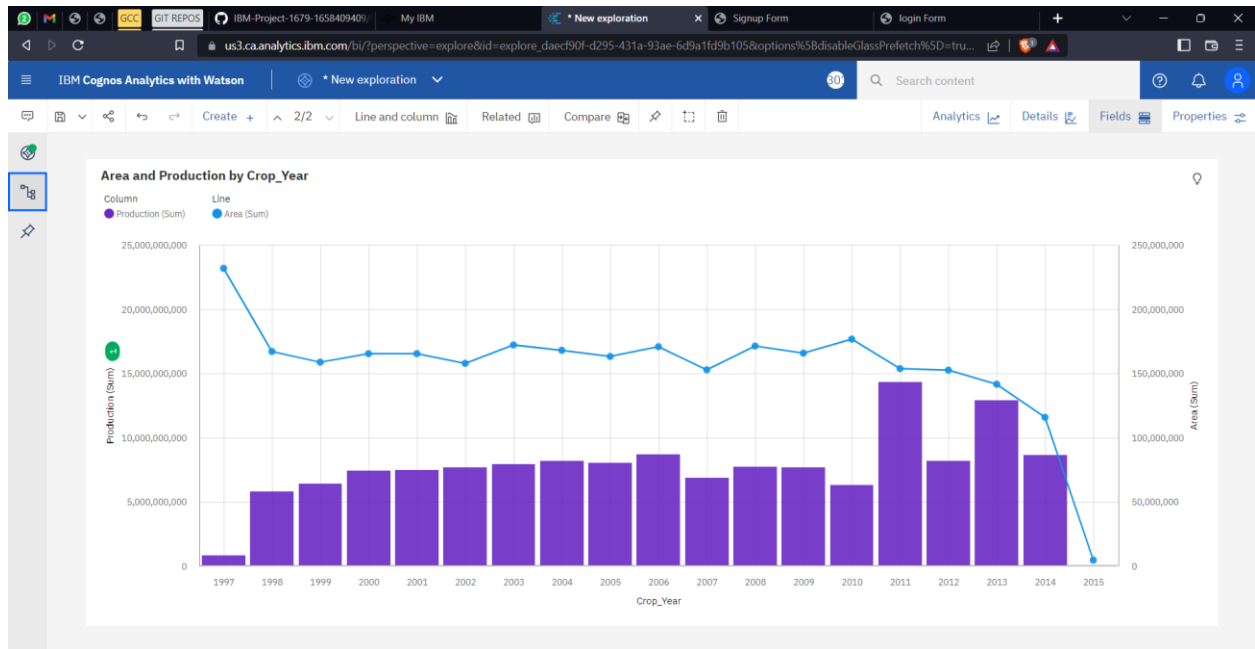 GCC GIT REPOS IBM-Project-1679-1658409409/ My IBM * New exploration Signup Form login Form
us3.ca.analytics.ibm.com/bi/?perspective=explore&id=explore_daecf90f-d295-431a-93ae-6d9a1fd9b105&options%5BdisableGlassPrefetch%5D=tru...
IBM Cognos Analytics with Watson * New exploration Search content
Create + 2/2 Line and column Related Compare Analytics Details Fields Properties
Area and Production by Crop_Year
Column Line
Production (Sum) Area (Sum)
25,000,000,000 250,000,000
20,000,000,000 200,000,000
15,000,000,000 150,000,000
10,000,000,000 100,000,000
5,000,000,000 50,000,000
0 0
Production (Sum)
Area (Sum)
1997 1998 1999 2000 2001 2002 2003 2004 2005 2006 2007 2008 2009 2010 2011 2012 2013 2014 2015
Crop_Year